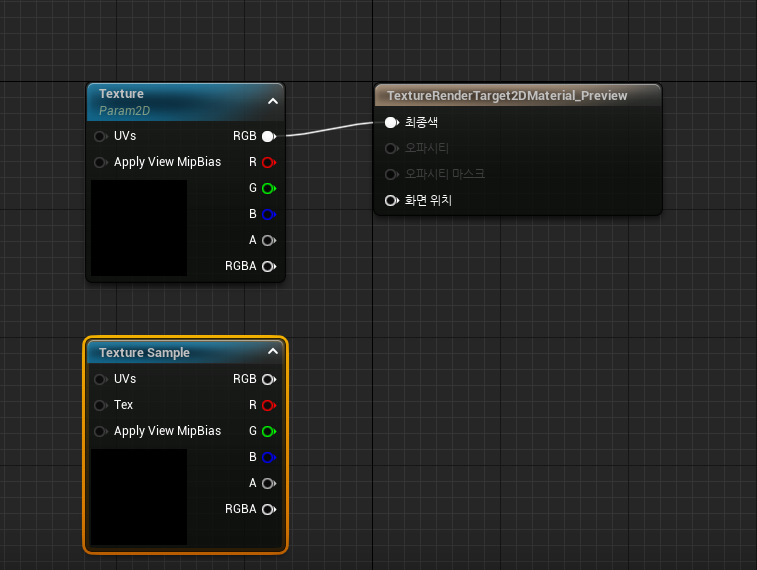 Texture
Param2D
UVs
RGB
Apply View MipBias
R
G
B
A
RGBA
TextureRenderTarget2DMaterial_Preview
최종색
오파시티
오파시티 마스크
화면 위치
Texture Sample
UVs
RGB
Tex
R
Apply View MipBias
G
B
A
RGBA